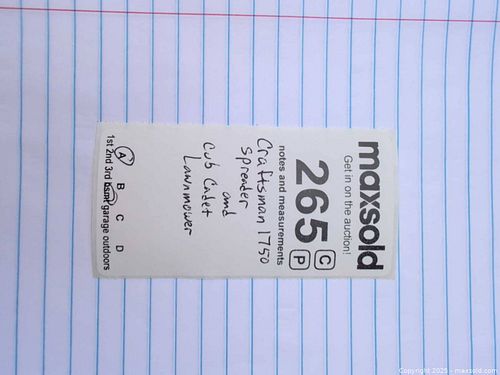 maxsold
Get in on the auction!
265 C P
notes and measurements
Craftsman 1750
Spreader
and
Cub Cadet
Lawnmower
A B C D
1st 2nd 3rd bsmt garage outdoors
Copyright 2025 - maxsold.com